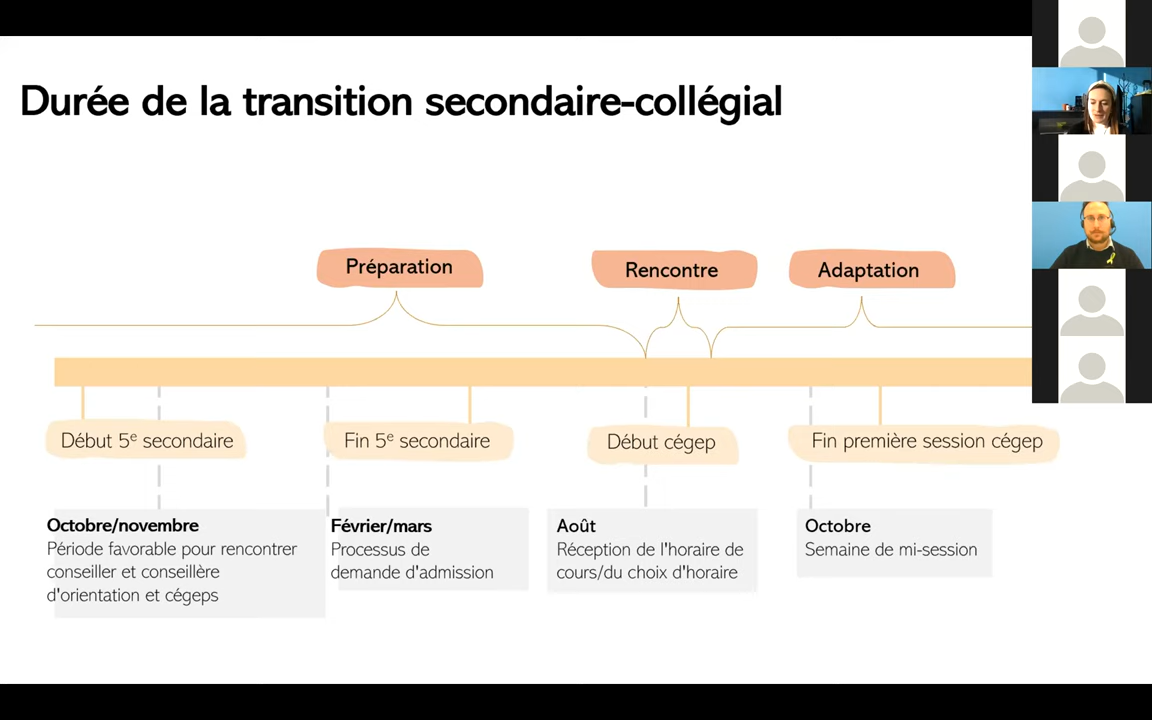 Durée de la transition secondaire-collégial
Préparation
Rencontre
Adaptation
Début 5e secondaire
Fin 5e secondaire
Début cégep
Fin première session cégep
Octobre/novembre
Période favorable pour rencontrer
conseiller et conseillère
d'orientation et cégeps
Février/mars
Processus de
demande d'admission
Août
Réception de l'horaire de
cours/du choix d'horaire
Octobre
Semaine de mi-session